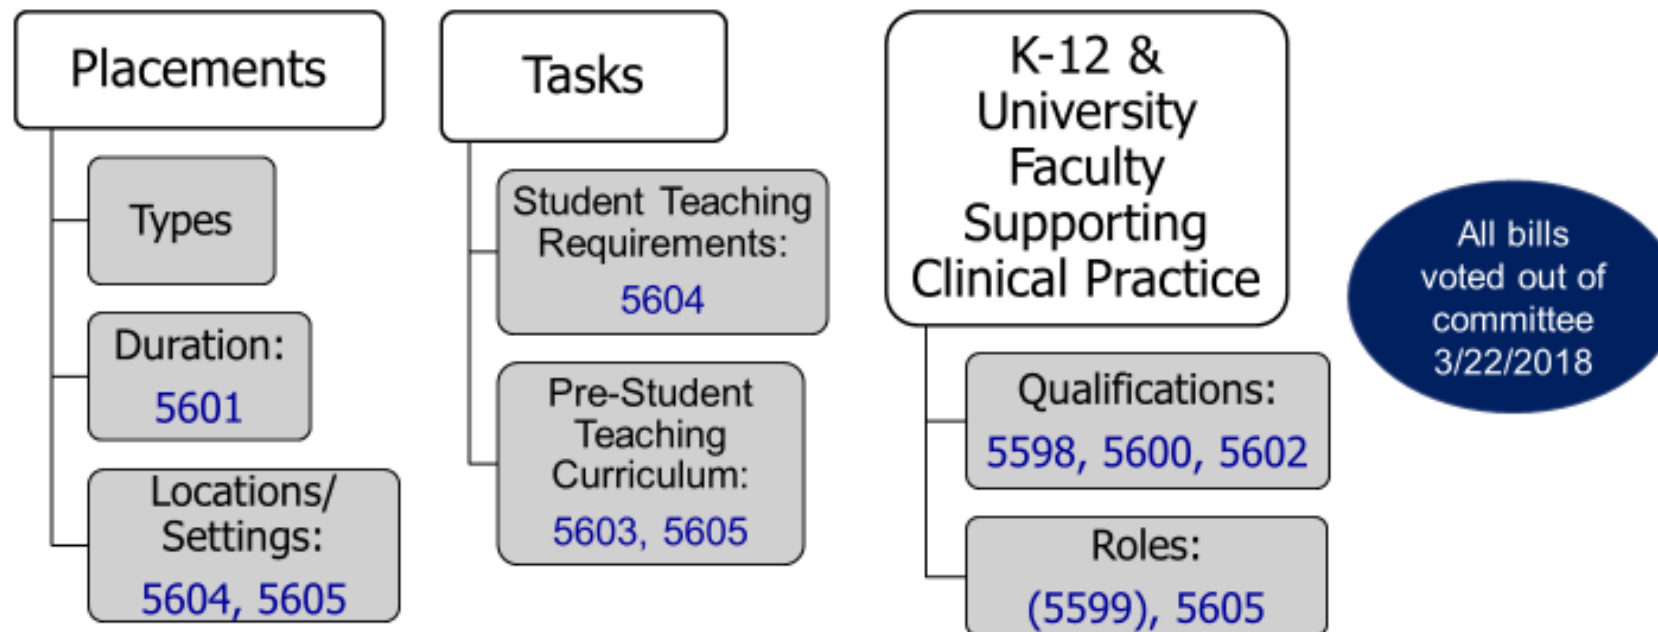 Placements
Types
Duration:
5601
Locations/
Settings:
5604, 5605
Tasks
Student Teaching
Requirements:
5604
Pre-Student
Teaching
Curriculum:
5603, 5605
K-12 &
University
Faculty
Supporting
Clinical Practice
Qualifications:
5598, 5600, 5602
Roles:
(5599), 5605
All bills
voted out of
committee
3/22/2018